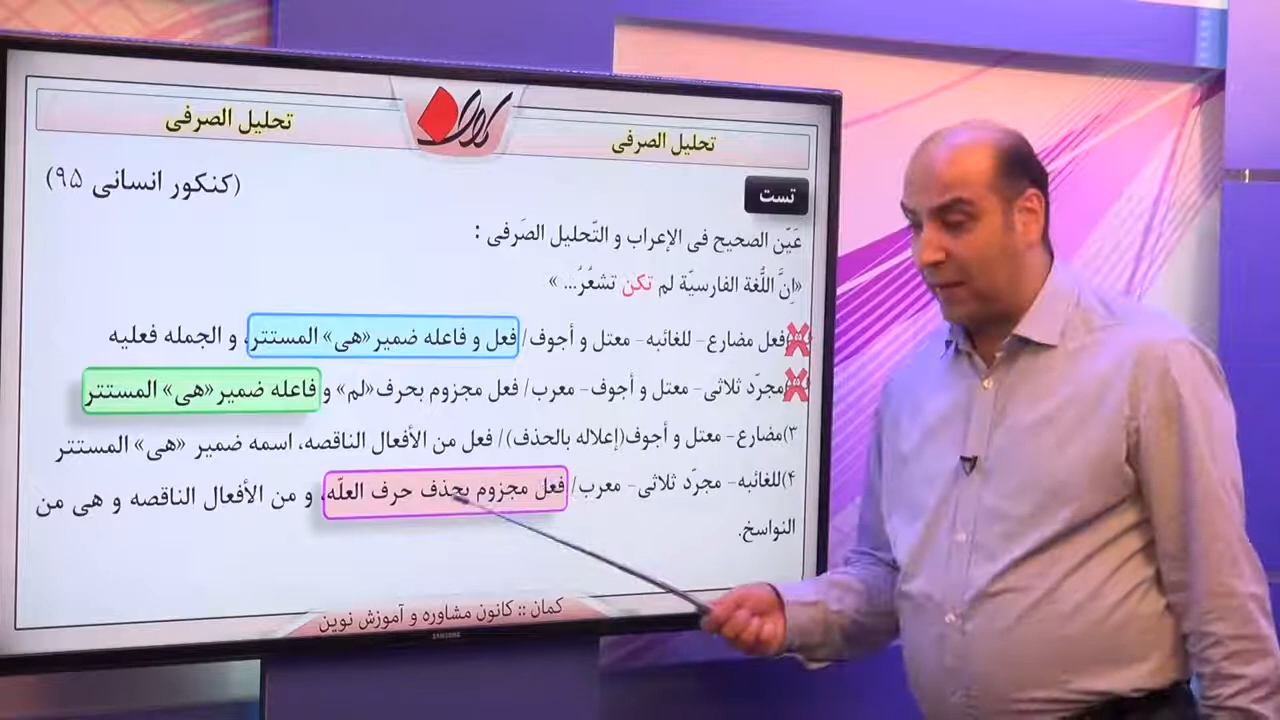 تحلیل الصرفی
تحلیل الصرفی
تست
(کنکور انسانی ۹۵)
عَیّن الصحیح فی الإعراب و التّحلیل الصَرفی :
«اِنَّ اللُّغة الفارسیّة لم تکن تشعُرُ... »
فعل مضارع- للغائبه- معتل و أجوف/ فعل و فاعله ضمیر«هی» المستتر، و الجمله فعلیه
مجرّد ثلاثی- معتل و أجوف- معرب/ فعل مجزوم بحرف«لم» و فاعله ضمیر«هی» المستتر
۳)مضارع- معتل و أجوف(إعلاله بالحذف)/ فعل من الأفعال الناقصه، اسمه ضمیر «هی» المستتر
۴)للغائبه- مجرّد ثلاثی- معرب/ فعل مجزوم بحذف حرف العلّه، و من الأفعال الناقصه و هی من
النواسخ.
کمان :: کانون مشاوره و آموزش نوین
SAMSUNG